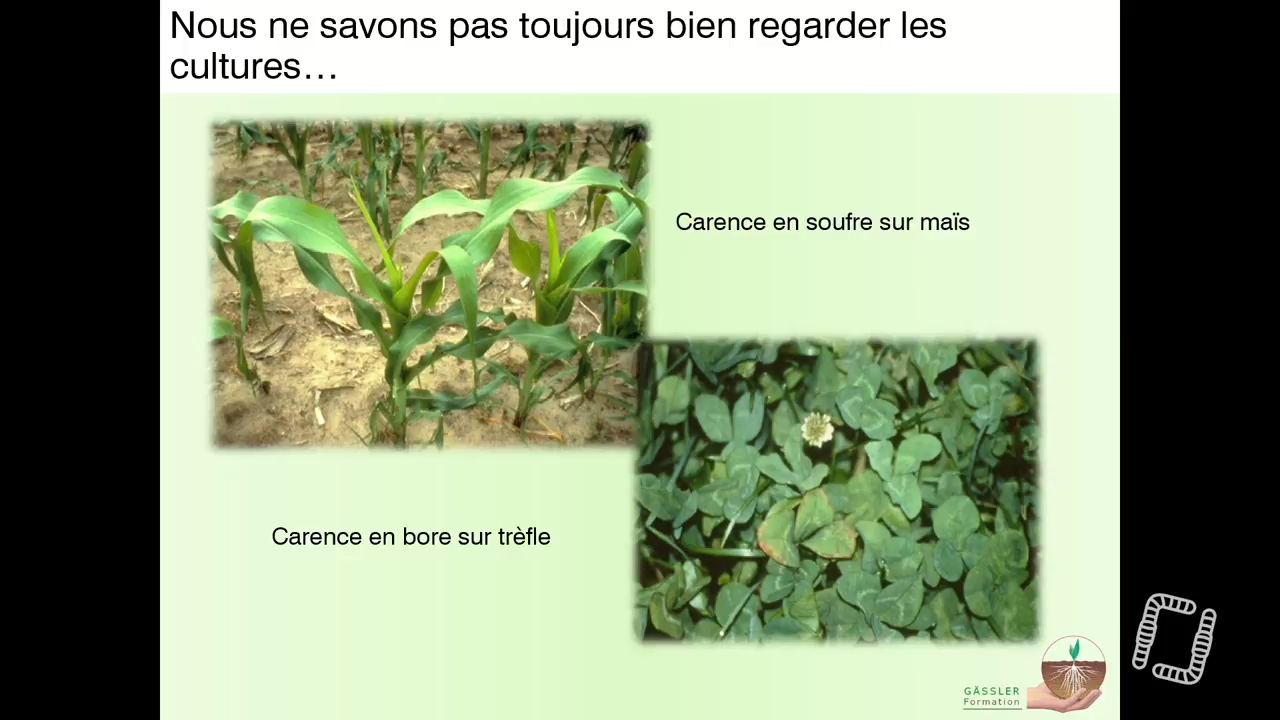 Nous ne savons pas toujours bien regarder les
cultures…
Carence en soufre sur maïs
Carence en bore sur trèfle
GÄSSLER
Formation